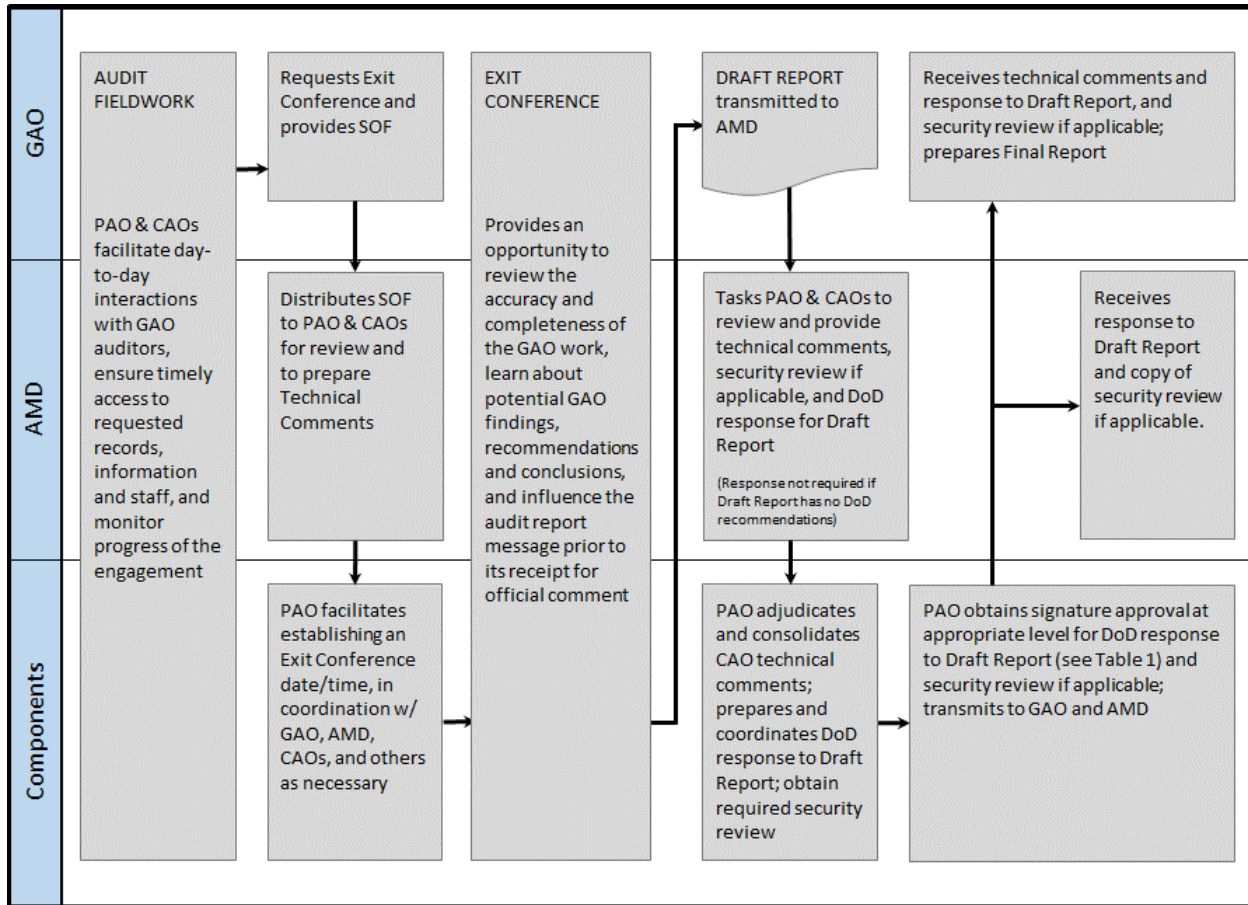 GAO
AUDIT
FIELDWORK
PAO & CAOs
facilitate day-
to-day
interactions
with GAO
auditors,
ensure timely
access to
requested
records,
information
and staff, and
monitor
progress of the
engagement
Requests Exit
Conference and
provides SOF
EXIT
CONFERENCE
Provides an
opportunity to
review the
accuracy and
completeness of
the GAO work,
learn about
potential GAO
findings,
recommendations
and conclusions,
and influence the
audit report
message prior to
its receipt for
official comment
DRAFT REPORT
transmitted to
AMD
Receives technical comments and
response to Draft Report, and
security review if applicable;
prepares Final Report
AMD
Distributes SOF
to PAO & CAOs
for review and
to prepare
Technical
Comments
Tasks PAO & CAOs to
review and provide
technical comments,
security review if
applicable, and DoD
response for Draft
Report
(Response not required if
Draft Report has no DoD
recommendations)
Receives
response to
Draft Report
and copy of
security review
if applicable.
Components
PAO facilitates
establishing an
Exit Conference
date/time, in
coordination w/
GAO, AMD,
CAOs, and others
as necessary
PAO adjudicates
and consolidates
CAO technical
comments;
prepares and
coordinates DoD
response to Draft
Report; obtain
required security
review
PAO obtains signature approval at
appropriate level for DoD response
to Draft Report (see Table 1) and
security review if applicable;
transmits to GAO and AMD